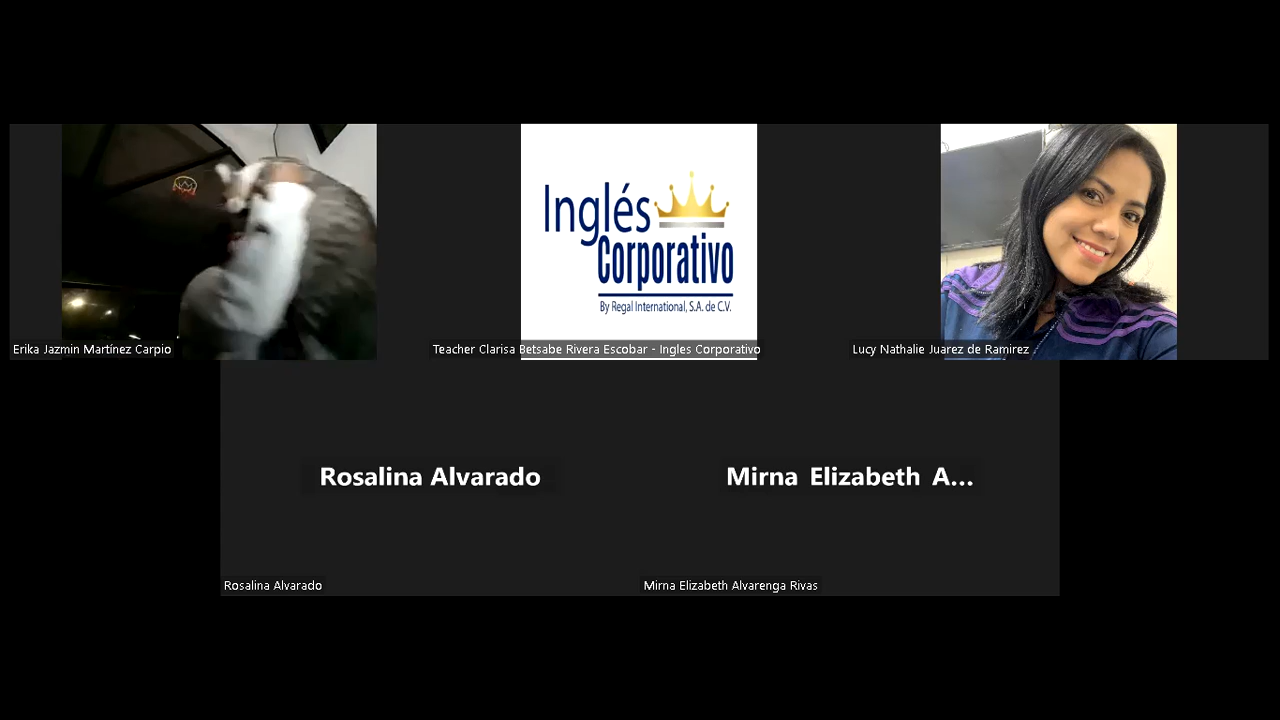 Inglés
Corporativo
By Regal International, S.A. de C.V.
Erika Jazmin Martínez Carpio
Teacher Clarisa Betsabe Rivera Escobar - Ingles Corporativo
Lucy Nathalie Juarez de Ramirez
Rosalina Alvarado
Mirna Elizabeth A...
Rosalina Alvarado
Mirna Elizabeth Alvarenga Rivas